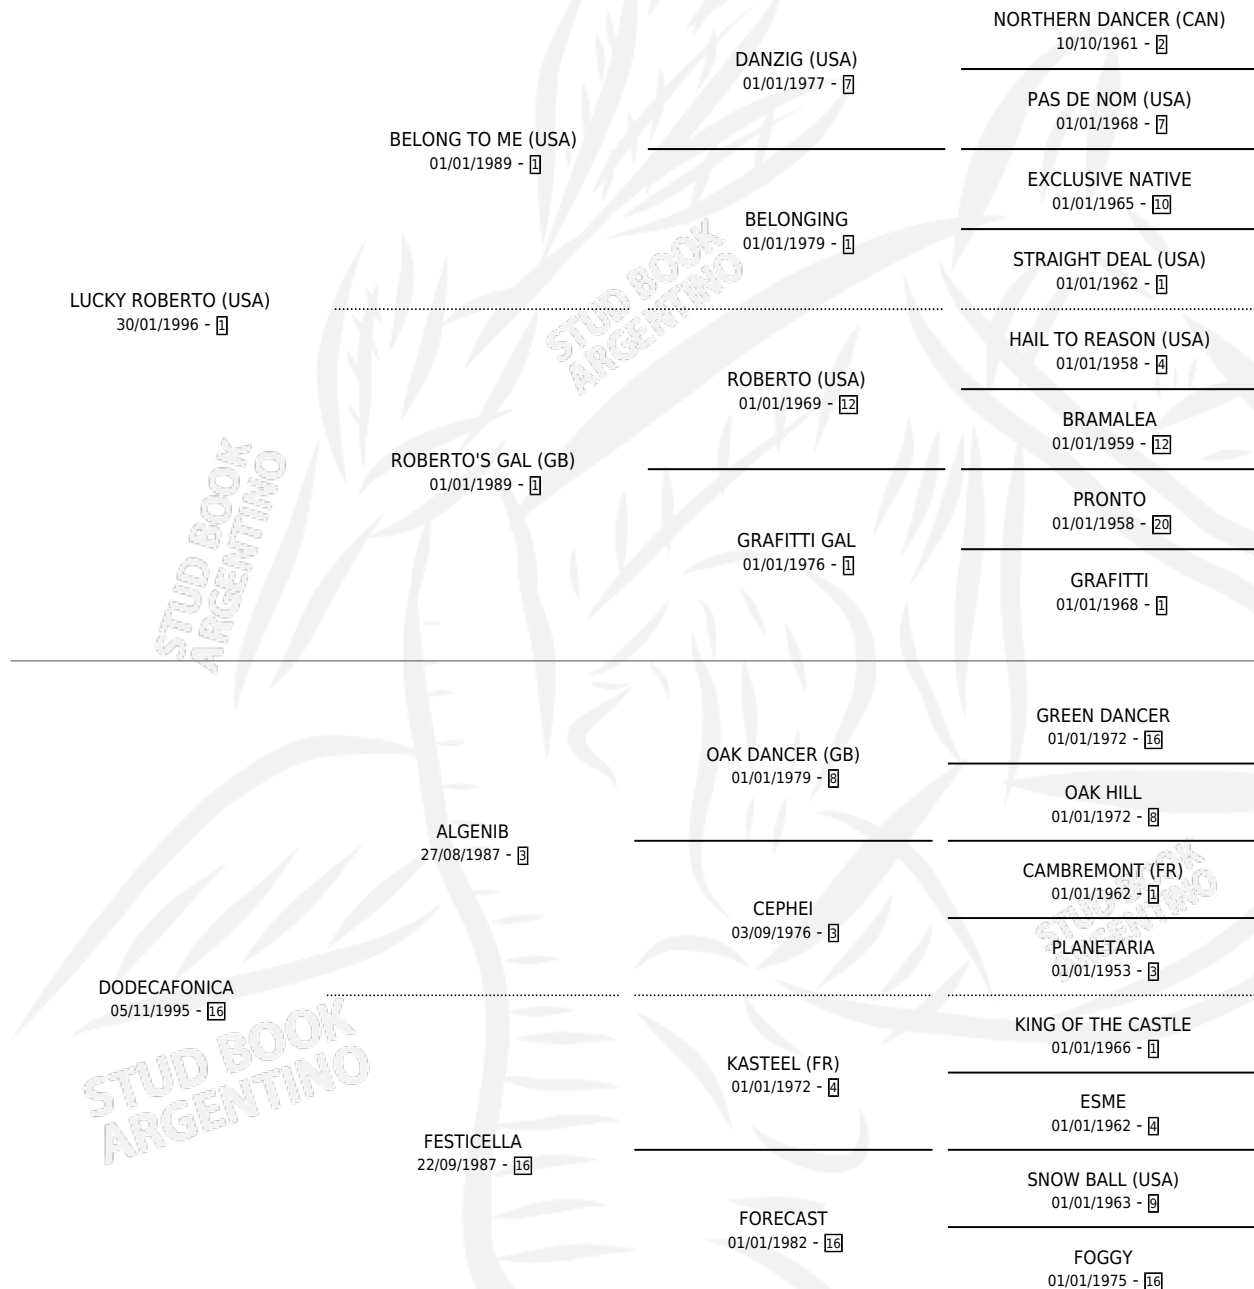 NORTHERN DANCER (CAN)
10/10/1961 - 2
DANZIG (USA)
01/01/1977 - 7
PAS DE NOM (USA)
01/01/1968 - 7
BELONG TO ME (USA)
01/01/1989 - 1
EXCLUSIVE NATIVE
01/01/1965 - 10
BELONGING
01/01/1979 - 1
STRAIGHT DEAL (USA)
01/01/1962 - 1
LUCKY ROBERTO (USA)
30/01/1996 - 1
HAIL TO REASON (USA)
01/01/1958 - 4
ROBERTO (USA)
01/01/1969 - 12
BRAMALEA
01/01/1959 - 12
ROBERTO'S GAL (GB)
01/01/1989 - 1
PRONTO
01/01/1958 - 20
GRAFITTI GAL
01/01/1976 - 1
GRAFITTI
01/01/1968 - 1
STUD BOOK
ARGENTINO
STUD BOOK
ARGENTINO
GREEN DANCER
01/01/1972 - 16
OAK DANCER (GB)
01/01/1979 - 8
OAK HILL
01/01/1972 - 8
ALGENIB
27/08/1987 - 3
CAMBREMONT (FR)
01/01/1962 - 1
CEPHEI
03/09/1976 - 3
PLANETARIA
01/01/1953 - 3
DODECAFONICA
05/11/1995 - 16
KING OF THE CASTLE
01/01/1966 - 1
KASTEEL (FR)
01/01/1972 - 4
ESME
01/01/1962 - 4
FESTICELLA
22/09/1987 - 16
SNOW BALL (USA)
01/01/1963 - 9
FORECAST
01/01/1982 - 16
FOGGY
01/01/1975 - 16
STUD BOOK
ARGENTINO
STUD BOOK
ARGENTINO